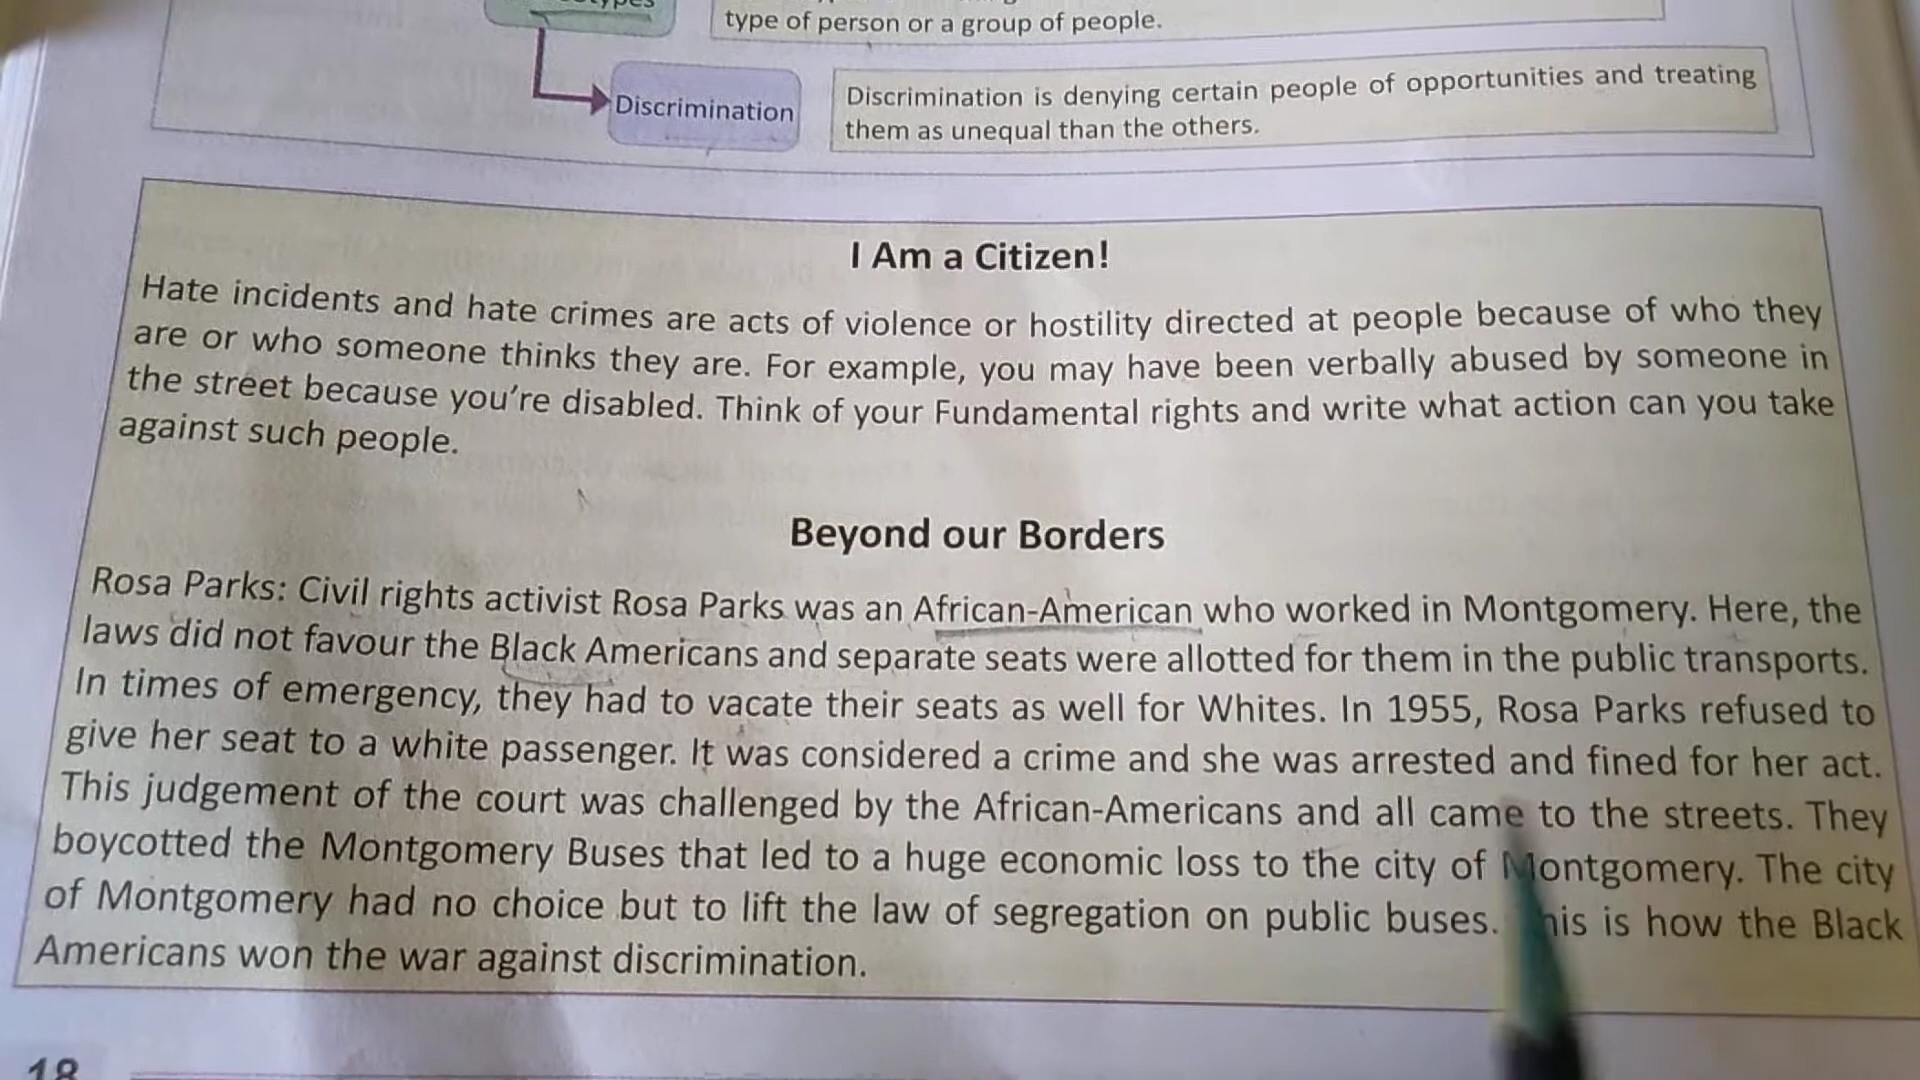 type of person or a group of people.
Discrimination
Discrimination is denying certain people of opportunities and treating
them as unequal than the others.
I Am a Citizen!
Hate incidents and hate crimes are acts of violence or hostility directed at people because of who they
are or who someone thinks they are. For example, you may have been verbally abused by someone in
the street because you're disabled. Think of your Fundamental rights and write what action can you take
against such people.
Beyond our Borders
Rosa Parks: Civil rights activist Rosa Parks was an African-American who worked in Montgomery. Here, the
laws did not favour the Black Americans and separate seats were allotted for them in the public transports.
In times of emergency, they had to vacate their seats as well for Whites. In 1955, Rosa Parks refused to
give her seat to a white passenger. It was considered a crime and she was arrested and fined for her act.
This judgement of the court was challenged by the African-Americans and all came to the streets. They
boycotted the Montgomery Buses that led to a huge economic loss to the city of Montgomery. The city
of Montgomery had no choice but to lift the law of segregation on public buses. This is how the Black
Americans won the war against discrimination.
18